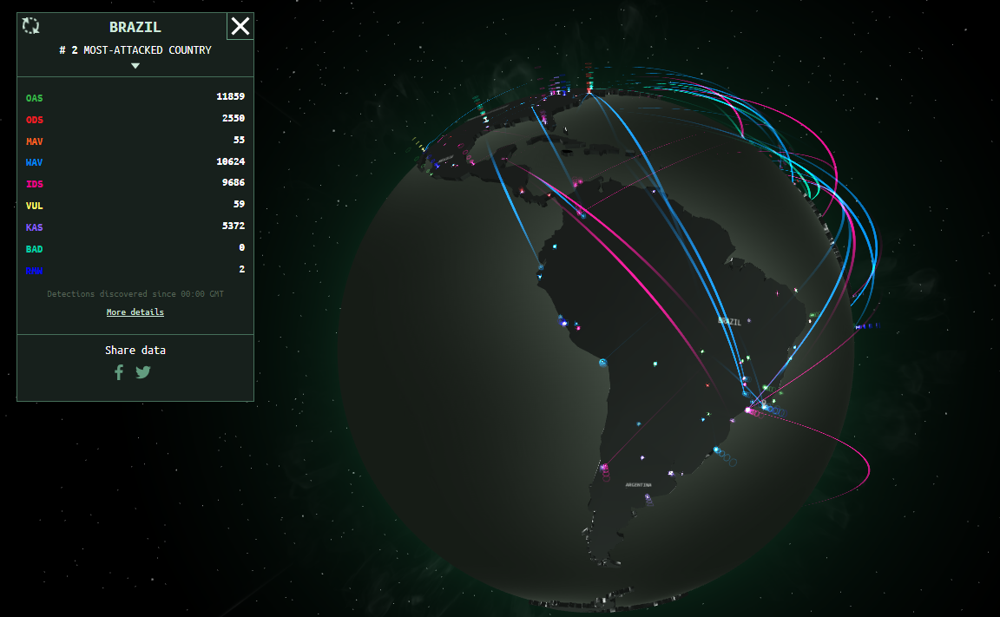 BRAZIL
# 2 MOST-ATTACKED COUNTRY
OAS 11859
ODS 2550
MAV 55
WAV 10624
IDS 9686
VUL 59
KAS 5372
BAD 0
RMW 2
Detections discovered since 00:00 GMT
More details
Share data
BRAZIL
ARGENTINA